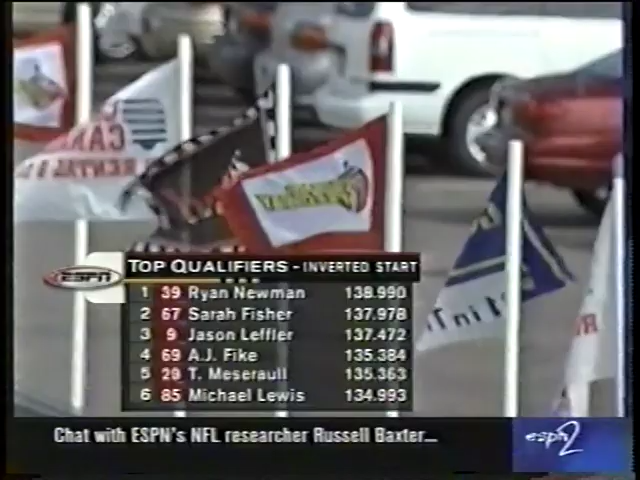 CAR
RENTAL &
ESPN
TOP QUALIFIERS - INVERTED START
1 39 Ryan Newman 138.990
2 67 Sarah Fisher 137.978
3 9 Jason Leffler 137.472
4 69 A.J. Fike 135.384
5 29 T. Meseraull 135.363
6 85 Michael Lewis 134.993
Chat with ESPN's NFL researcher Russell Baxter...
espn2